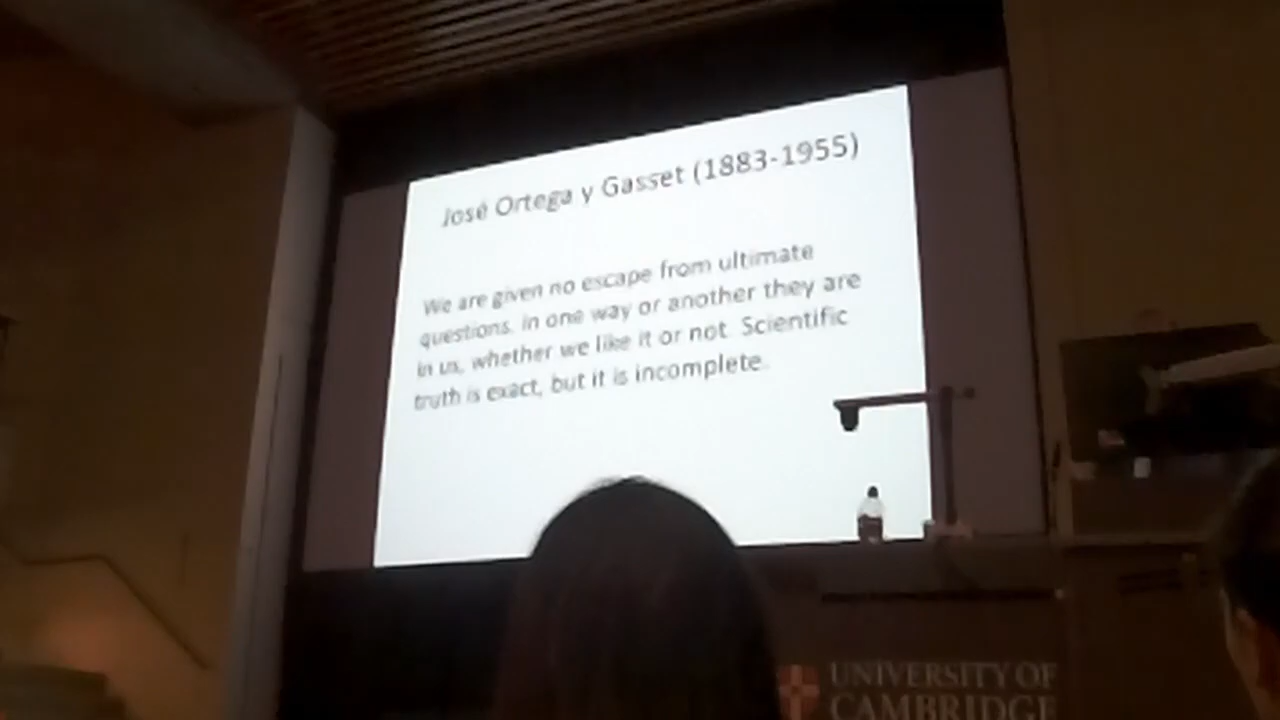 José Ortega y Gasset (1883-1955)
We are given no escape from ultimate
questions. In one way or another they are
in us, whether we like it or not. Scientific
truth is exact, but it is incomplete.
UNIVERSITY OF
CAMBRIDGE